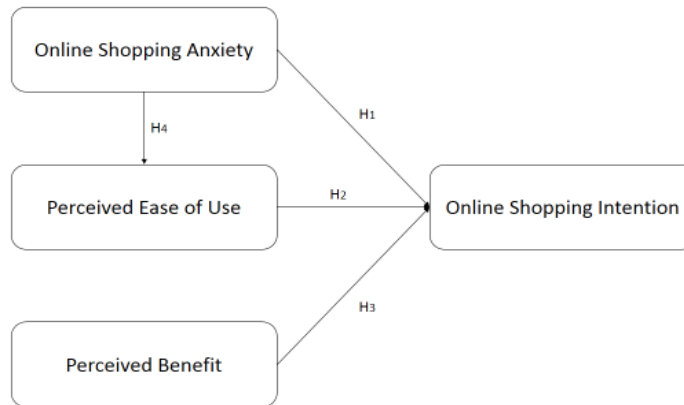 Online Shopping Anxiety
H1
H4
Perceived Ease of Use
H2
Online Shopping Intention
H3
Perceived Benefit